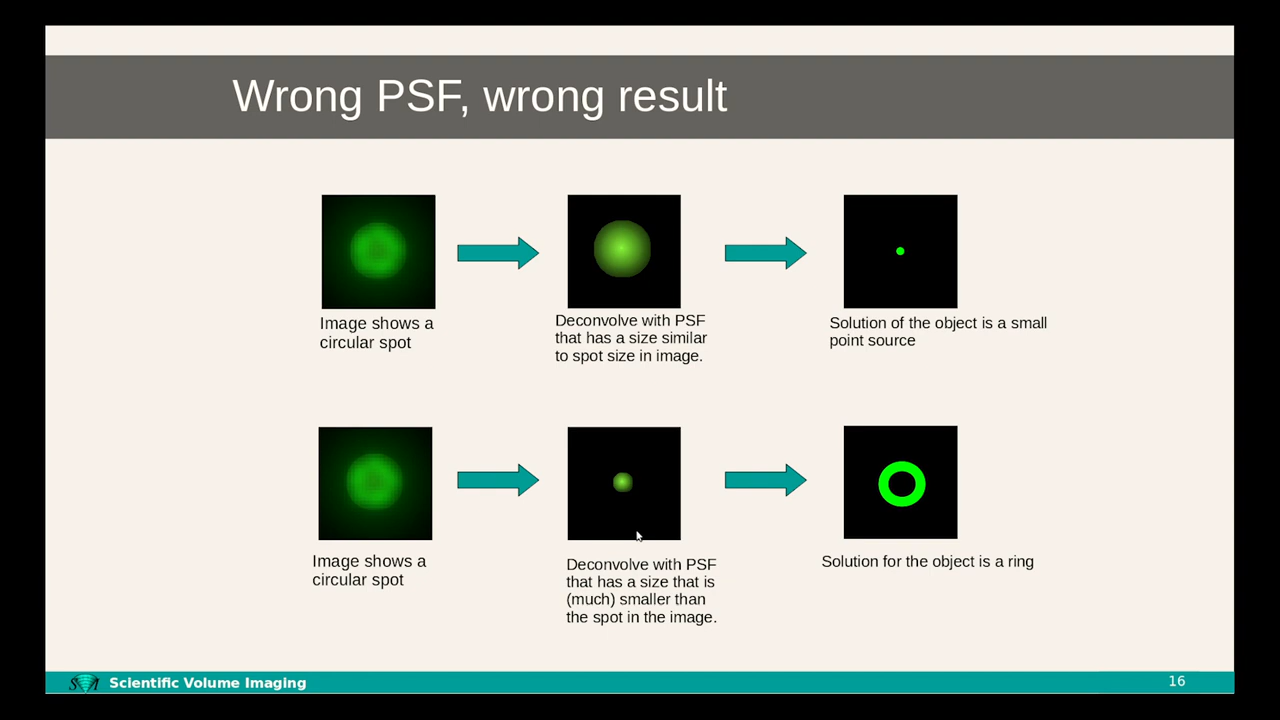 Wrong PSF, wrong result
Image shows a
circular spot
Deconvolve with PSF
that has a size similar
to spot size in image.
Solution of the object is a small
point source
Image shows a
circular spot
Deconvolve with PSF
that has a size that is
(much) smaller than
the spot in the image.
Solution for the object is a ring
SVI Scientific Volume Imaging
16